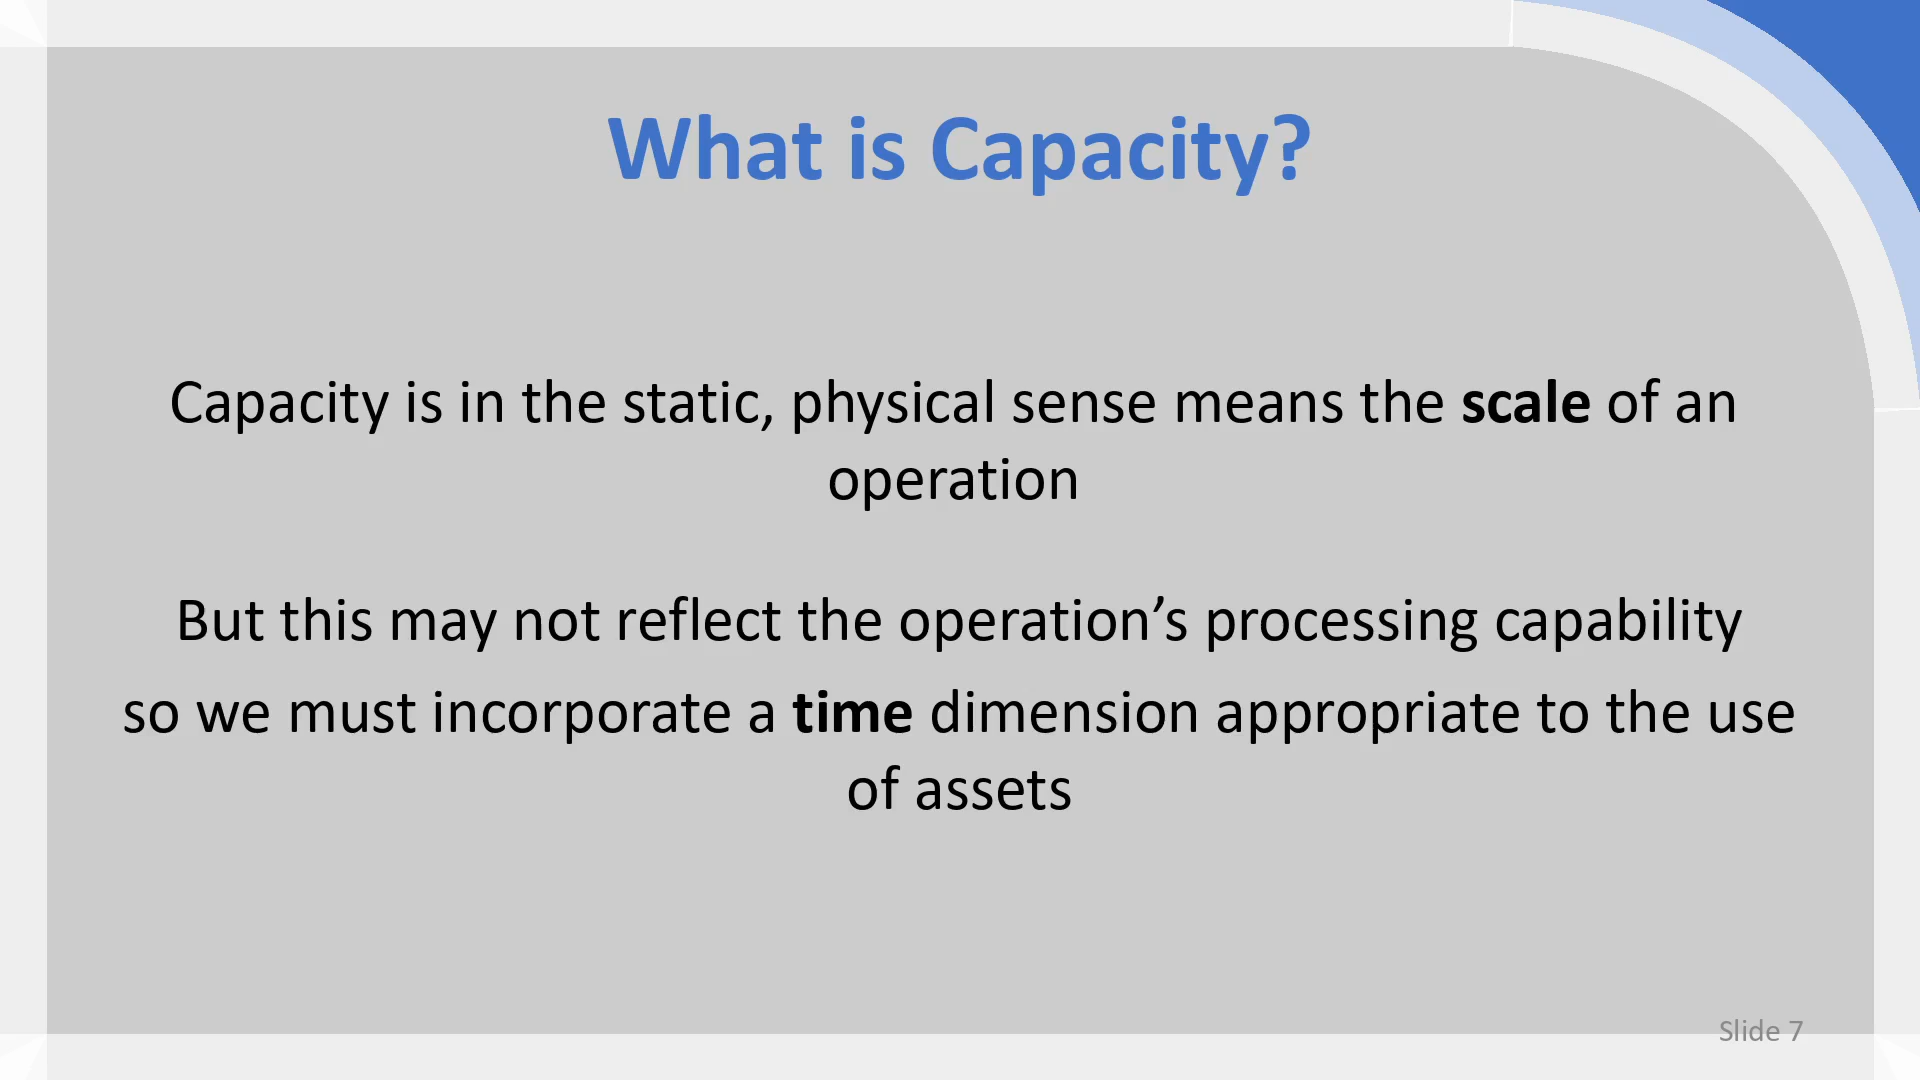 What is Capacity?
Capacity is in the static, physical sense means the scale of an
operation
But this may not reflect the operation’s processing capability
so we must incorporate a time dimension appropriate to the use
of assets
Slide 7